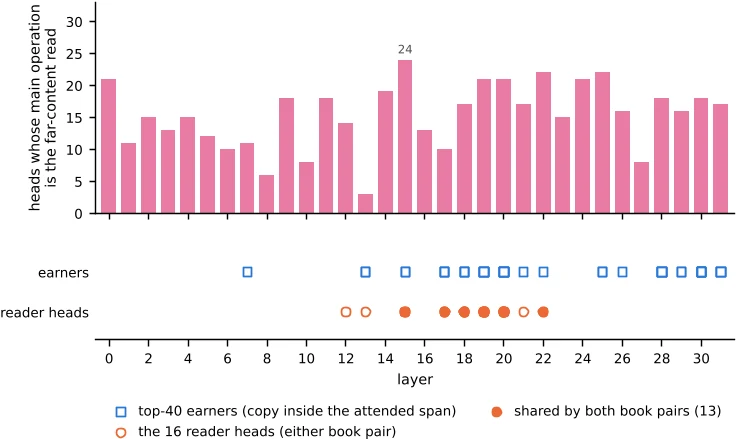 heads whose main operation
is the far-content read
30
25
20
15
10
5
0
24
earners
reader heads
0 2 4 6 8 10 12 14 16 18 20 22 24 26 28 30
layer
top-40 earners (copy inside the attended span)
shared by both book pairs (13)
the 16 reader heads (either book pair)